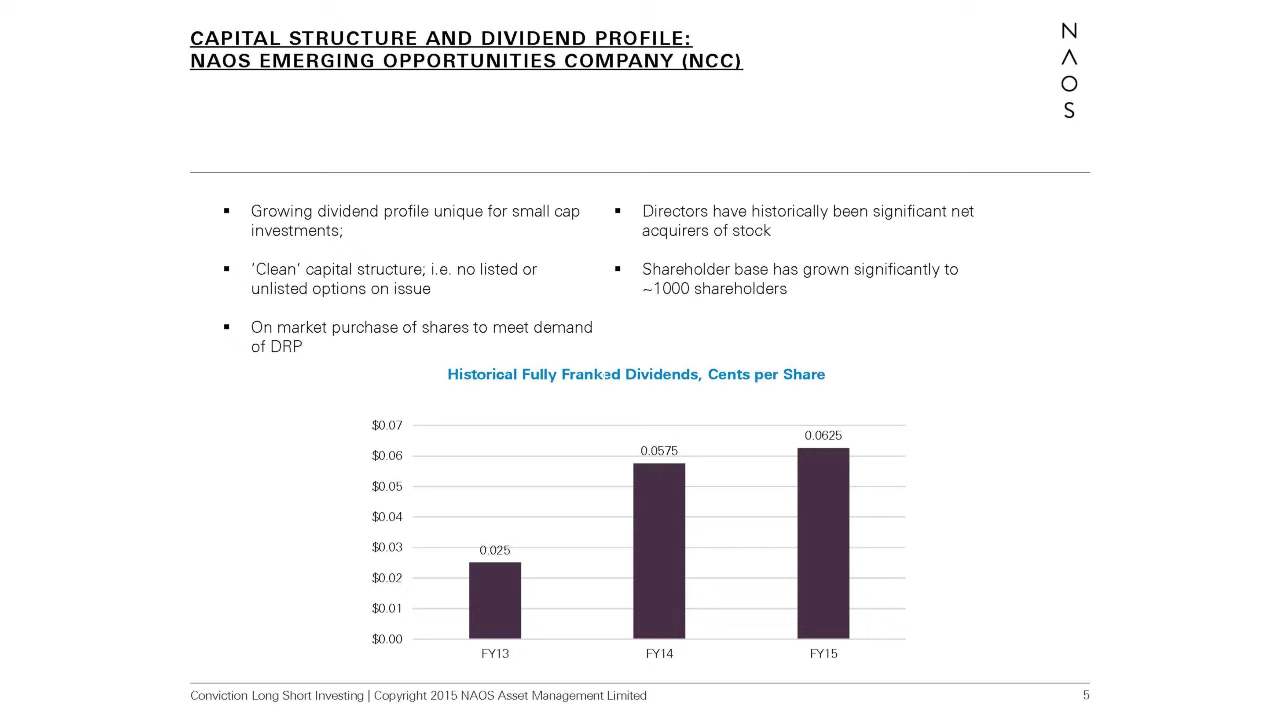 CAPITAL STRUCTURE AND DIVIDEND PROFILE:
NAOS EMERGING OPPORTUNITIES COMPANY (NCC)
N
Λ
O
S
▪ Growing dividend profile unique for small cap
investments;
▪ ‘Clean’ capital structure; i.e. no listed or
unlisted options on issue
▪ On market purchase of shares to meet demand
of DRP
▪ Directors have historically been significant net
acquirers of stock
▪ Shareholder base has grown significantly to
~1000 shareholders
Historical Fully Franked Dividends, Cents per Share
$0.07
$0.06
$0.05
$0.04
$0.03
$0.02
$0.01
$0.00
0.025
0.0575
0.0625
FY13
FY14
FY15
Conviction Long Short Investing | Copyright 2015 NAOS Asset Management Limited
5